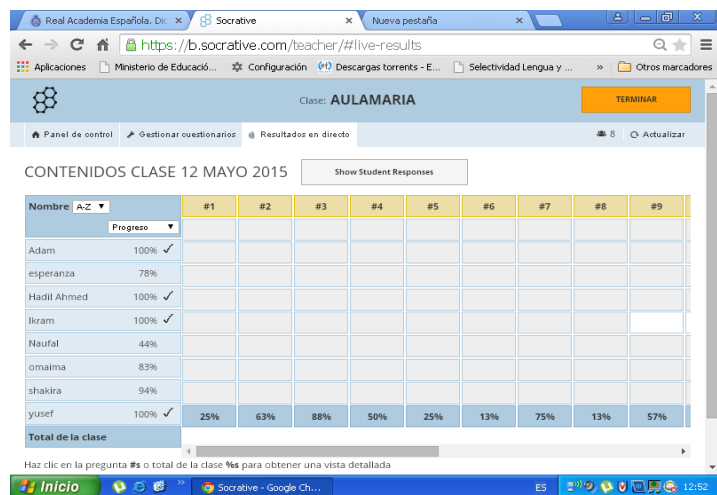 Real Academia Española. Dic
Socrative
Nueva pestaña
https://b.socrative.com/teacher/#live-results
Aplicaciones
Ministerio de Educació...
Configuración
Descargas torrents - E...
Selectividad Lengua y ...
»
Otros marcadores
Clase: AULAMARIA
TERMINAR
Panel de control
Gestionar cuestionarios
Resultados en directo
8
Actualizar
CONTENIDOS CLASE 12 MAYO 2015
Show Student Responses
Nombre A-Z #1 #2 #3 #4 #5 #6 #7 #8 #9
Progreso
Adam 100% ✓
esperanza 78%
Hadil Ahmed 100% ✓
Ikram 100% ✓
Naufal 44%
omaima 83%
shakira 94%
yusef 100% ✓ 25% 63% 88% 50% 25% 13% 75% 13% 57%
Total de la clase
Haz clic en la pregunta #s o total de la clase %s para obtener una vista detallada
Inicio
»
Socrative - Google Ch...
ES
12:52